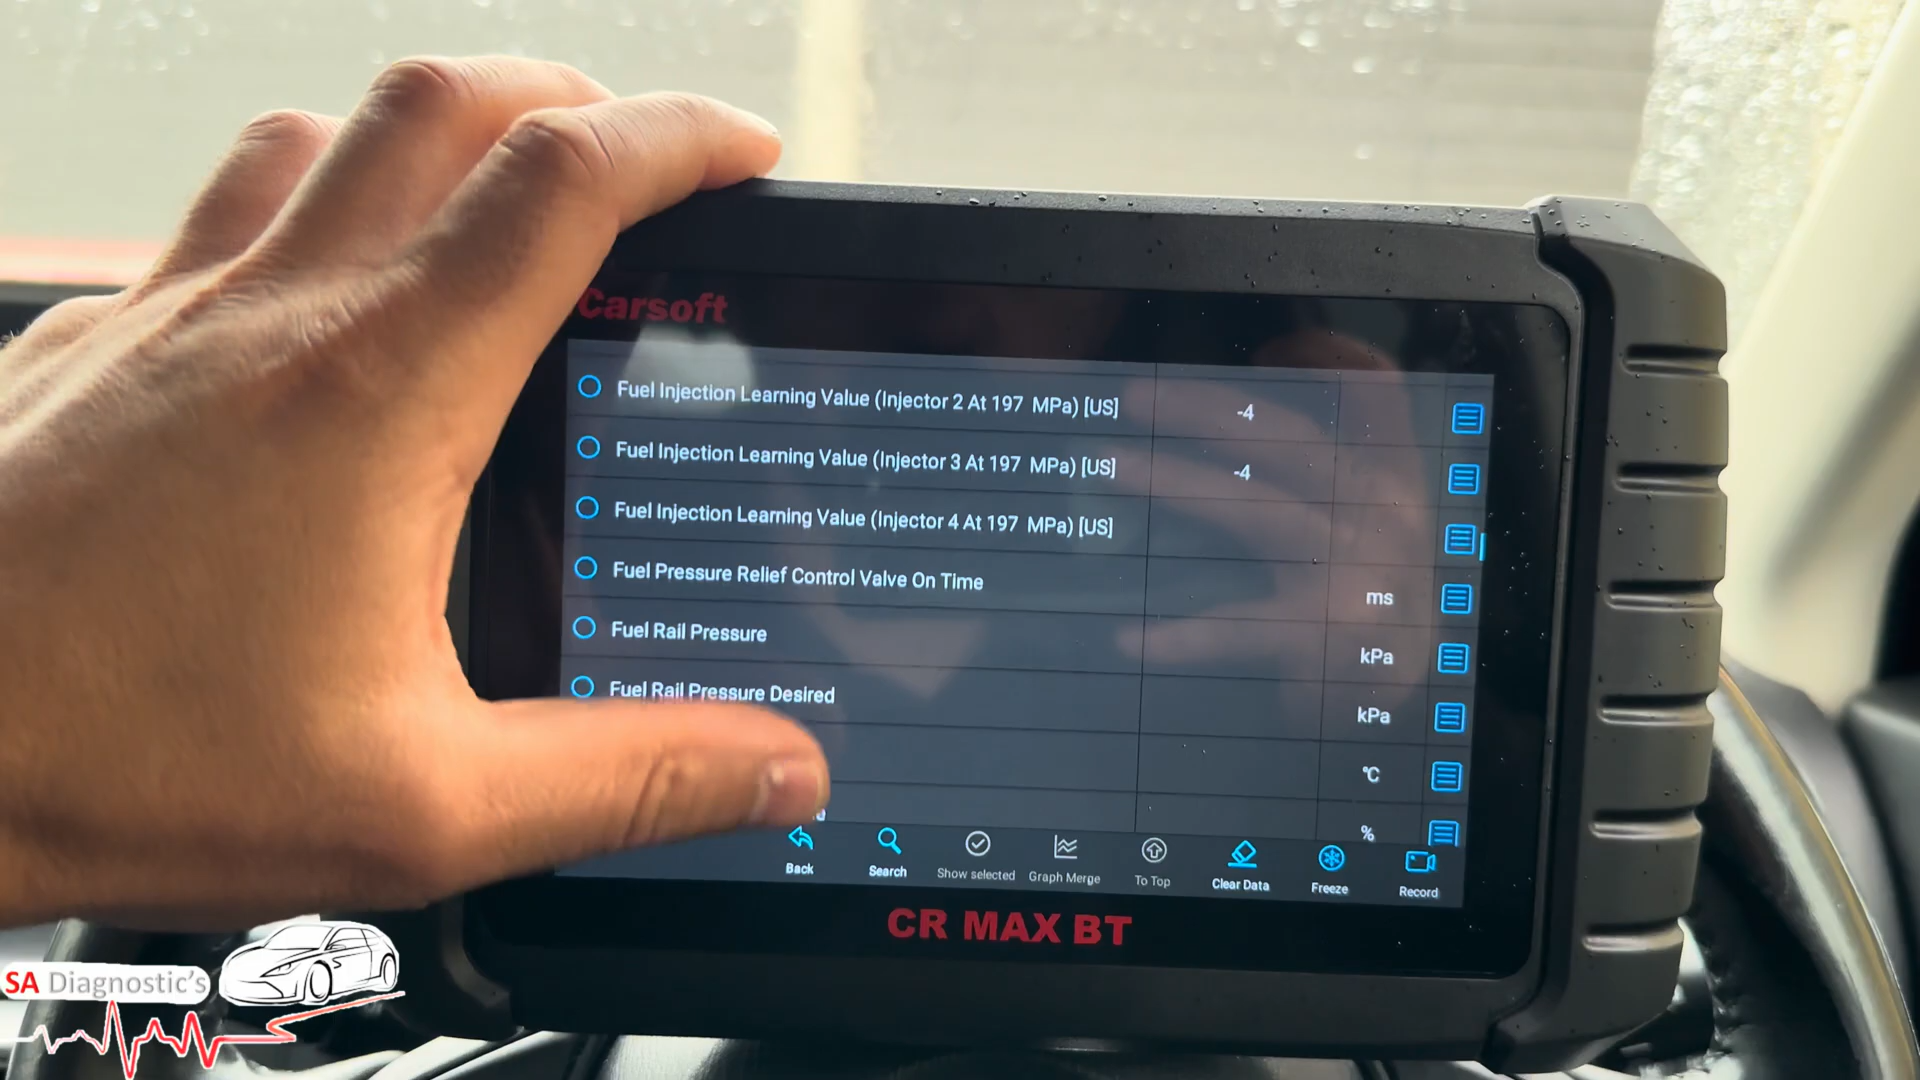 Carsoft
Fuel Injection Learning Value (Injector 2 At 197 MPa) [US] -4
Fuel Injection Learning Value (Injector 3 At 197 MPa) [US] -4
Fuel Injection Learning Value (Injector 4 At 197 MPa) [US]
Fuel Pressure Relief Control Valve On Time ms
Fuel Rail Pressure kPa
Fuel Rail Pressure Desired kPa
°C
%
Back Search Show selected Graph Merge To Top Clear Data Freeze Record
CR MAX BT
SA Diagnostic's